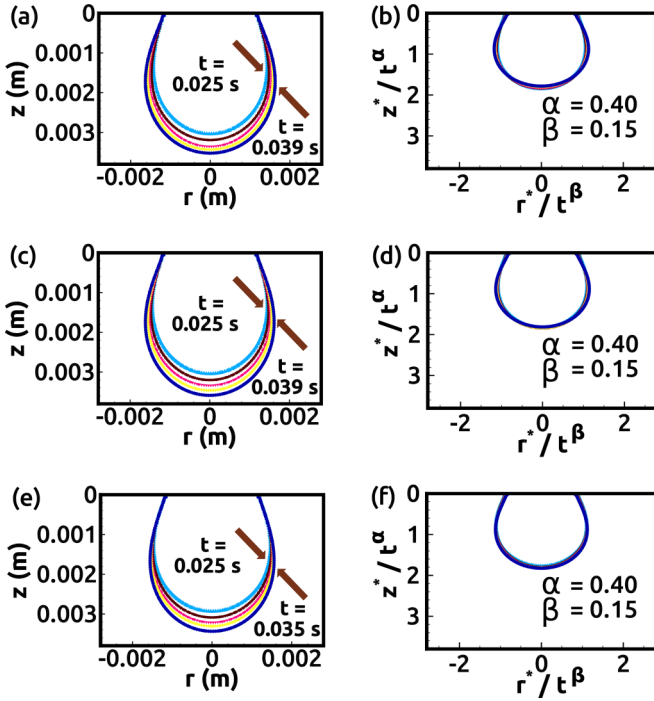 (a)
z (m)
0
0.001
0.002
0.003
t =
0.025 s
t =
0.039 s
-0.002
0
0.002
r (m)
(b)
z*/ t^α
0
1
2
3
α = 0.40
β = 0.15
-2
0
2
r*/ t^β
(c)
z (m)
0
0.001
0.002
0.003
t =
0.025 s
t =
0.039 s
-0.002
0
0.002
r (m)
(d)
z*/ t^α
0
1
2
3
α = 0.40
β = 0.15
-2
0
2
r*/ t^β
(e)
z (m)
0
0.001
0.002
0.003
t =
0.025 s
t =
0.035 s
-0.002
0
0.002
r (m)
(f)
z*/ t^α
0
1
2
3
α = 0.40
β = 0.15
-2
0
2
r*/ t^β